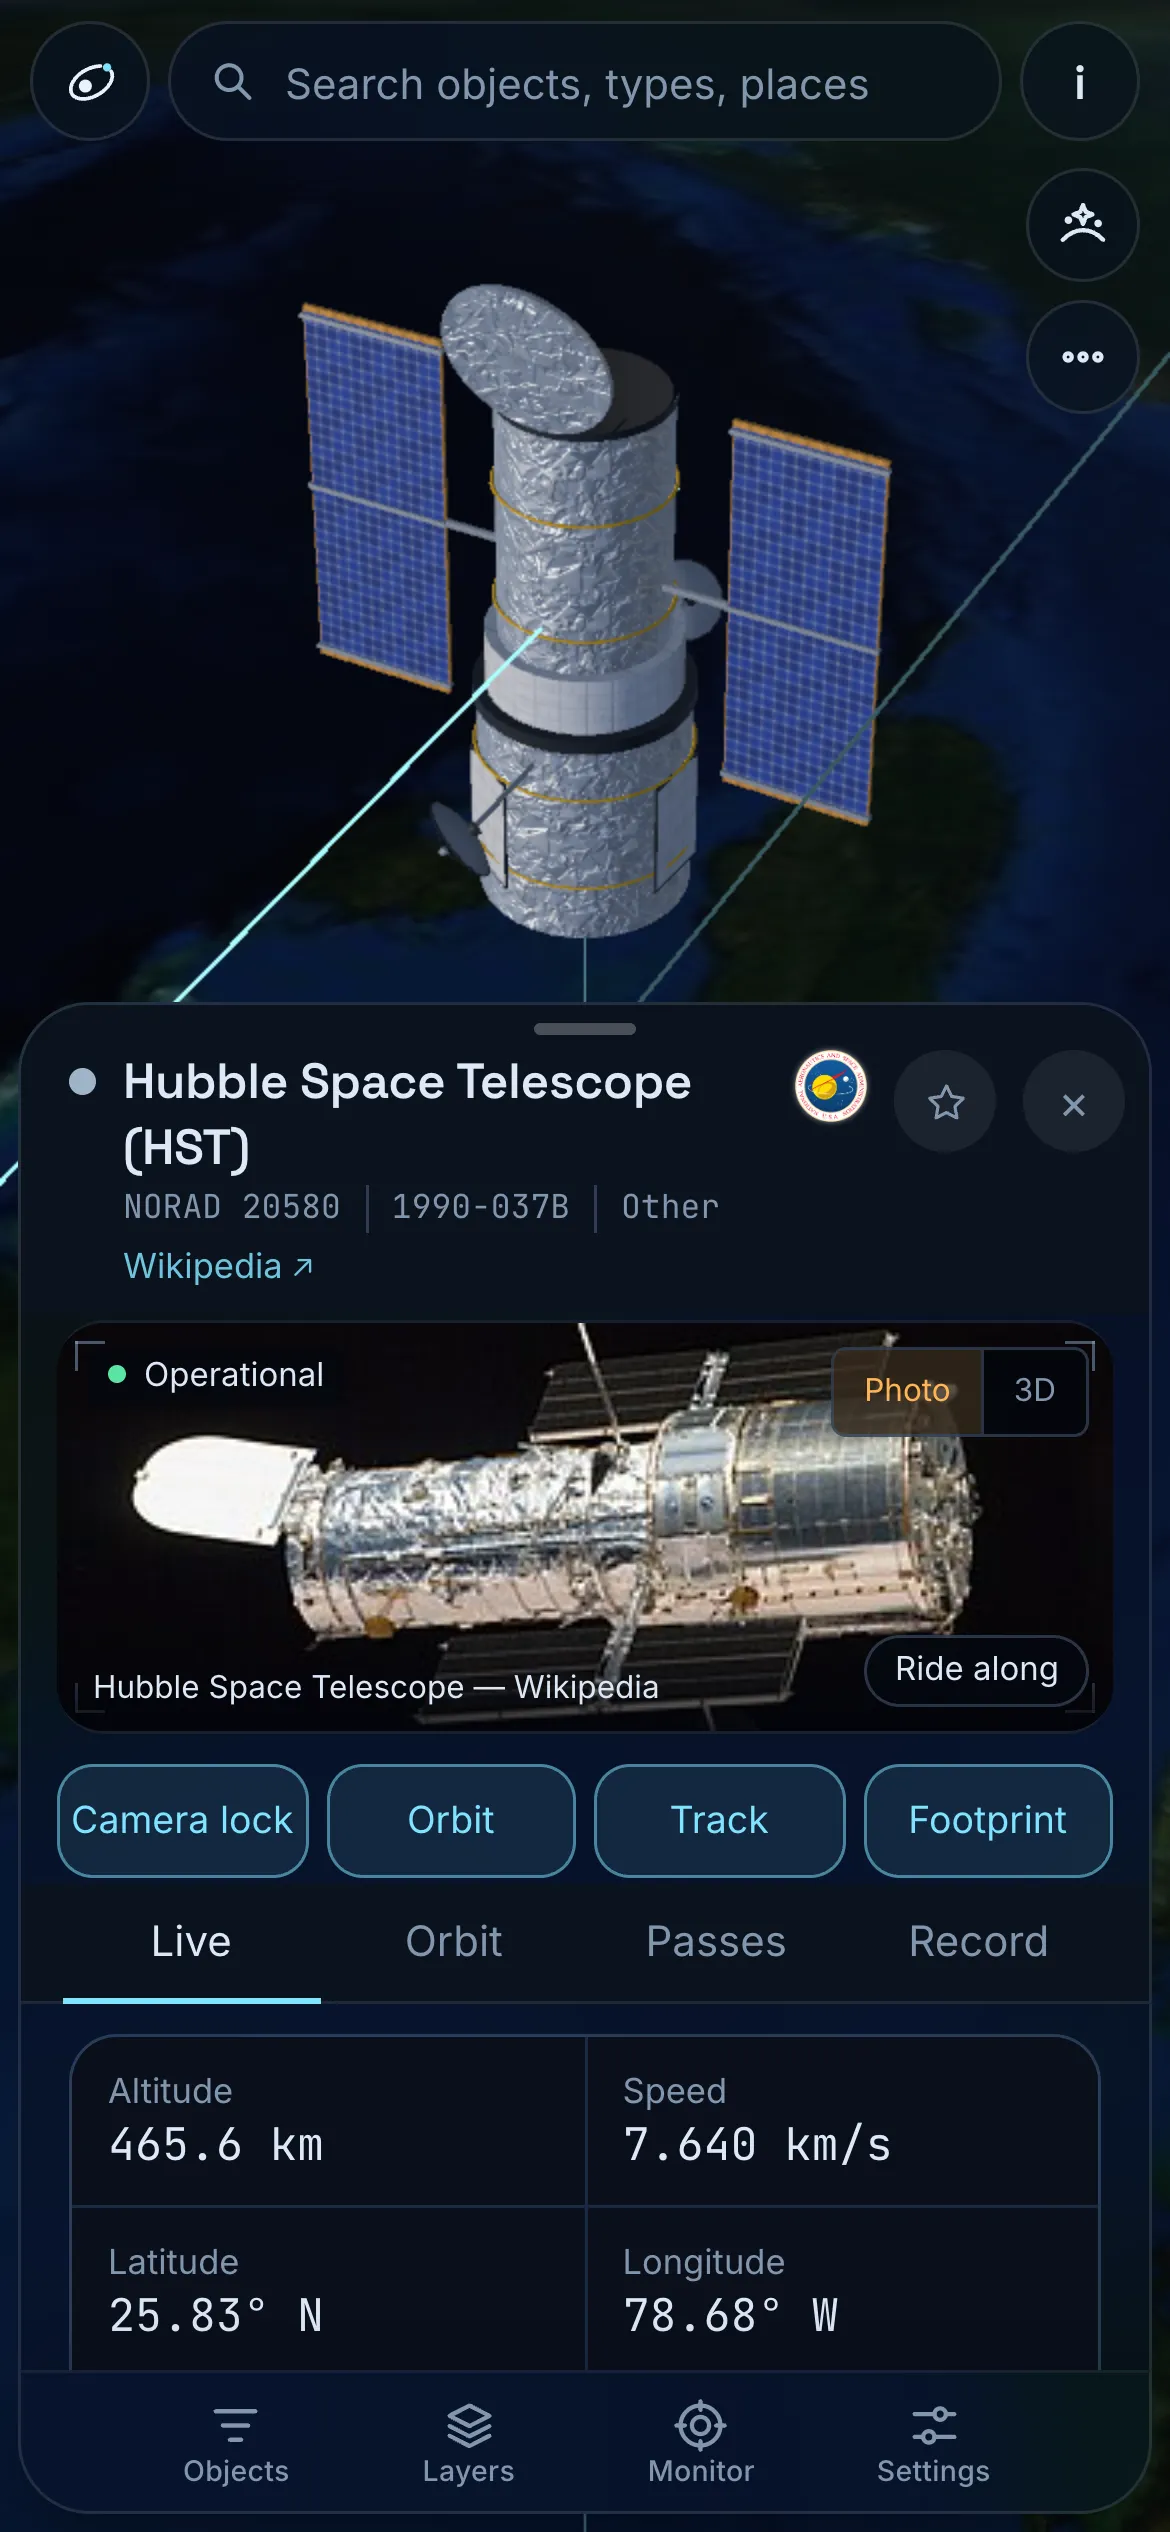 Search objects, types, places
Hubble Space Telescope
(HST)
NORAD 20580 | 1990-037B | Other
Wikipedia ↗
Operational
Photo
3D
Hubble Space Telescope — Wikipedia
Ride along
Camera lock
Orbit
Track
Footprint
Live
Orbit
Passes
Record
Altitude
465.6 km
Speed
7.640 km/s
Latitude
25.83° N
Longitude
78.68° W
Objects
Layers
Monitor
Settings